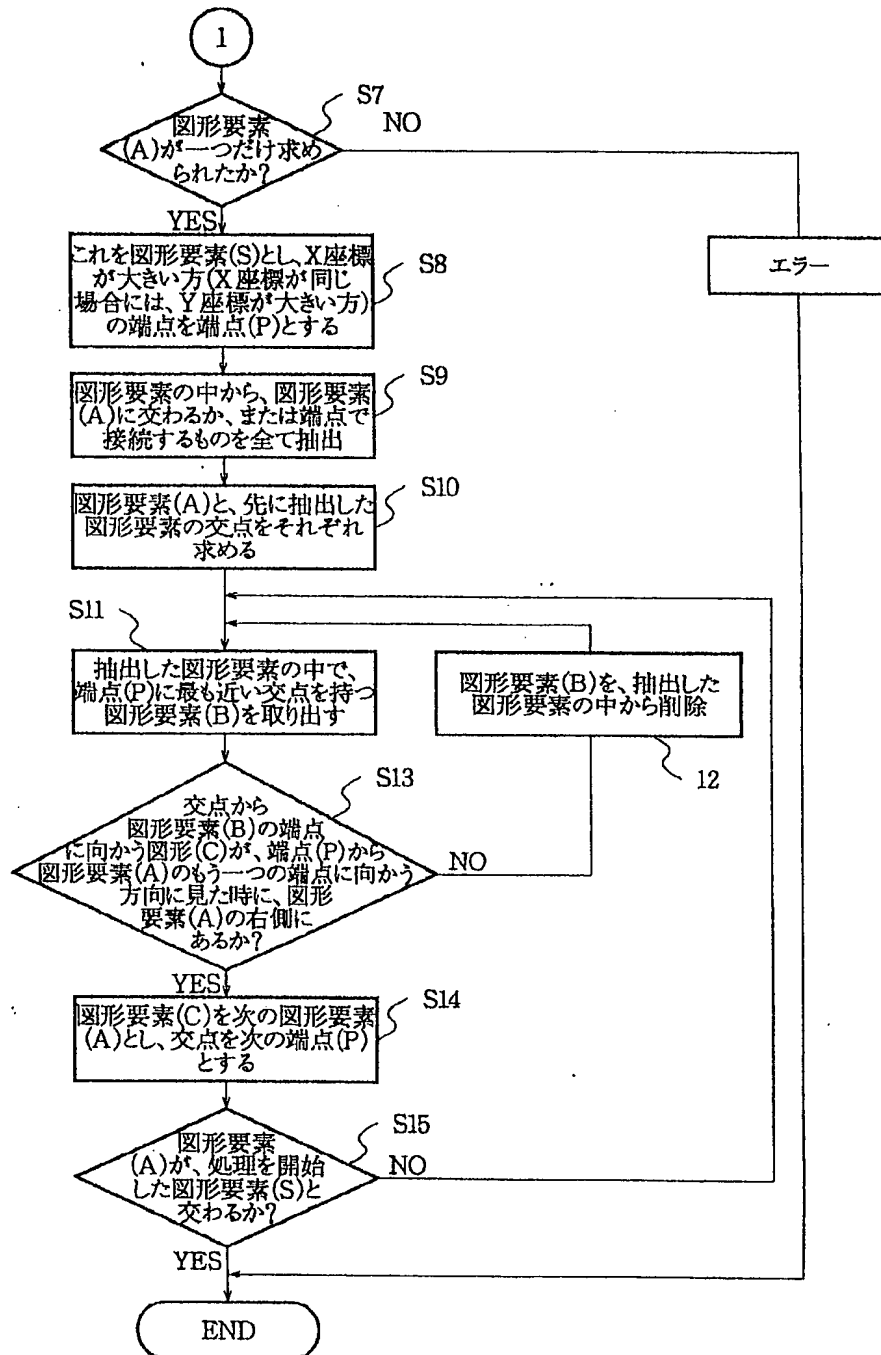 1
S7
図形要素
(A)が一つだけ求め
られたか?
NO
YES
これを図形要素(S)とし、X座標
が大きい方(X座標が同じ
場合には、Y座標が大きい方)
の端点を端点(P)とする
S8
エラー
図形要素の中から、図形要素
(A)に交わるか、または端点で
接続するものを全て抽出
S9
図形要素(A)と、先に抽出した
図形要素の交点をそれぞれ
求める
S10
S11
抽出した図形要素の中で、
端点(P)に最も近い交点を持つ
図形要素(B)を取り出す
図形要素(B)を、抽出した
図形要素の中から削除
12
S13
交点から
図形要素(B)の端点
に向かう図形(C)が、端点(P)から
図形要素(A)のもう一つの端点に向かう
方向に見た時に、図形
要素(A)の右側に
あるか?
NO
YES
図形要素(C)を次の図形要素
(A)とし、交点を次の端点(P)
とする
S14
S15
図形要素
(A)が、処理を開始
した図形要素(S)と
交わるか?
NO
YES
END